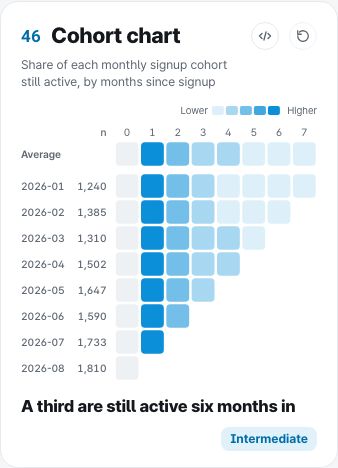 46 Cohort chart
Share of each monthly signup cohort
still active, by months since signup
Lower Higher
n 0 1 2 3 4 5 6 7
Average
2026-01 1,240
2026-02 1,385
2026-03 1,310
2026-04 1,502
2026-05 1,647
2026-06 1,590
2026-07 1,733
2026-08 1,810
A third are still active six months in
Intermediate